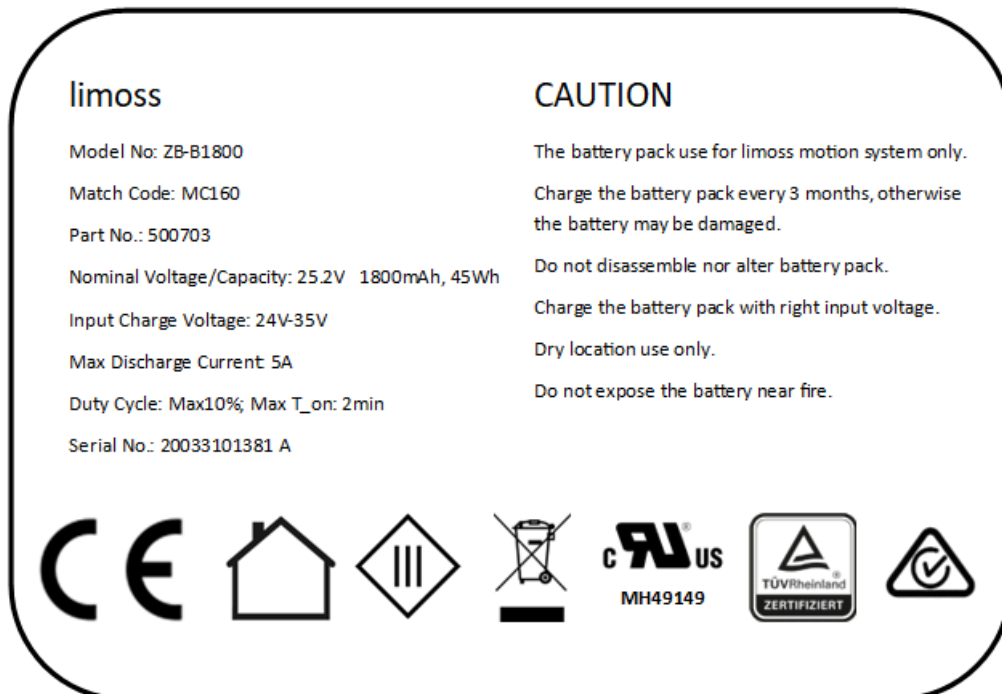 limoss
Model No: ZB-B1800
Match Code: MC160
Part No.: 500703
Nominal Voltage/Capacity: 25.2V 1800mAh, 45Wh
Input Charge Voltage: 24V-35V
Max Discharge Current: 5A
Duty Cycle: Max10%; Max T_on: 2min
Serial No.: 20033101381 A
CAUTION
The battery pack use for limoss motion system only.
Charge the battery pack every 3 months, otherwise
the battery may be damaged.
Do not disassemble nor alter battery pack.
Charge the battery pack with right input voltage.
Dry location use only.
Do not expose the battery near fire.
CE
III
c RU ® US
MH49149
TÜVRheinland ®
ZERTIFIZIERT